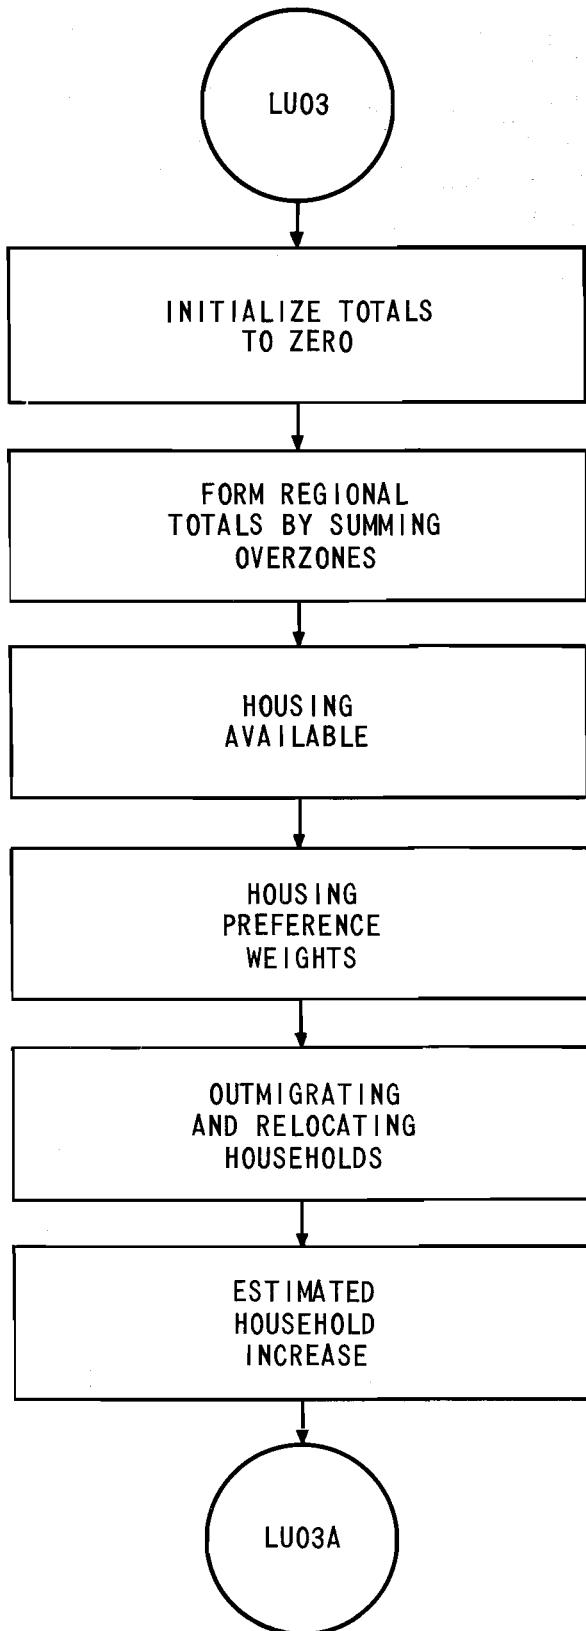 LU03
INITIALIZE TOTALS
TO ZERO
FORM REGIONAL
TOTALS BY SUMMING
OVERZONES
HOUSING
AVAILABLE
HOUSING
PREFERENCE
WEIGHTS
OUTMIGRATING
AND RELOCATING
HOUSEHOLDS
ESTIMATED
HOUSEHOLD
INCREASE
LU03A